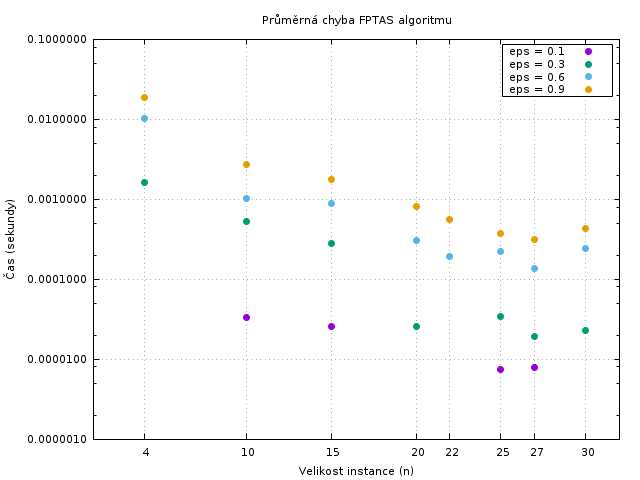 Průměrná chyba FPTAS algoritmu
eps = 0.1
eps = 0.3
eps = 0.6
eps = 0.9
0.1000000
0.0100000
0.0010000
0.0001000
0.0000100
0.0000010
Čas (sekundy)
4 10 15 20 22 25 27 30
Velikost instance (n)